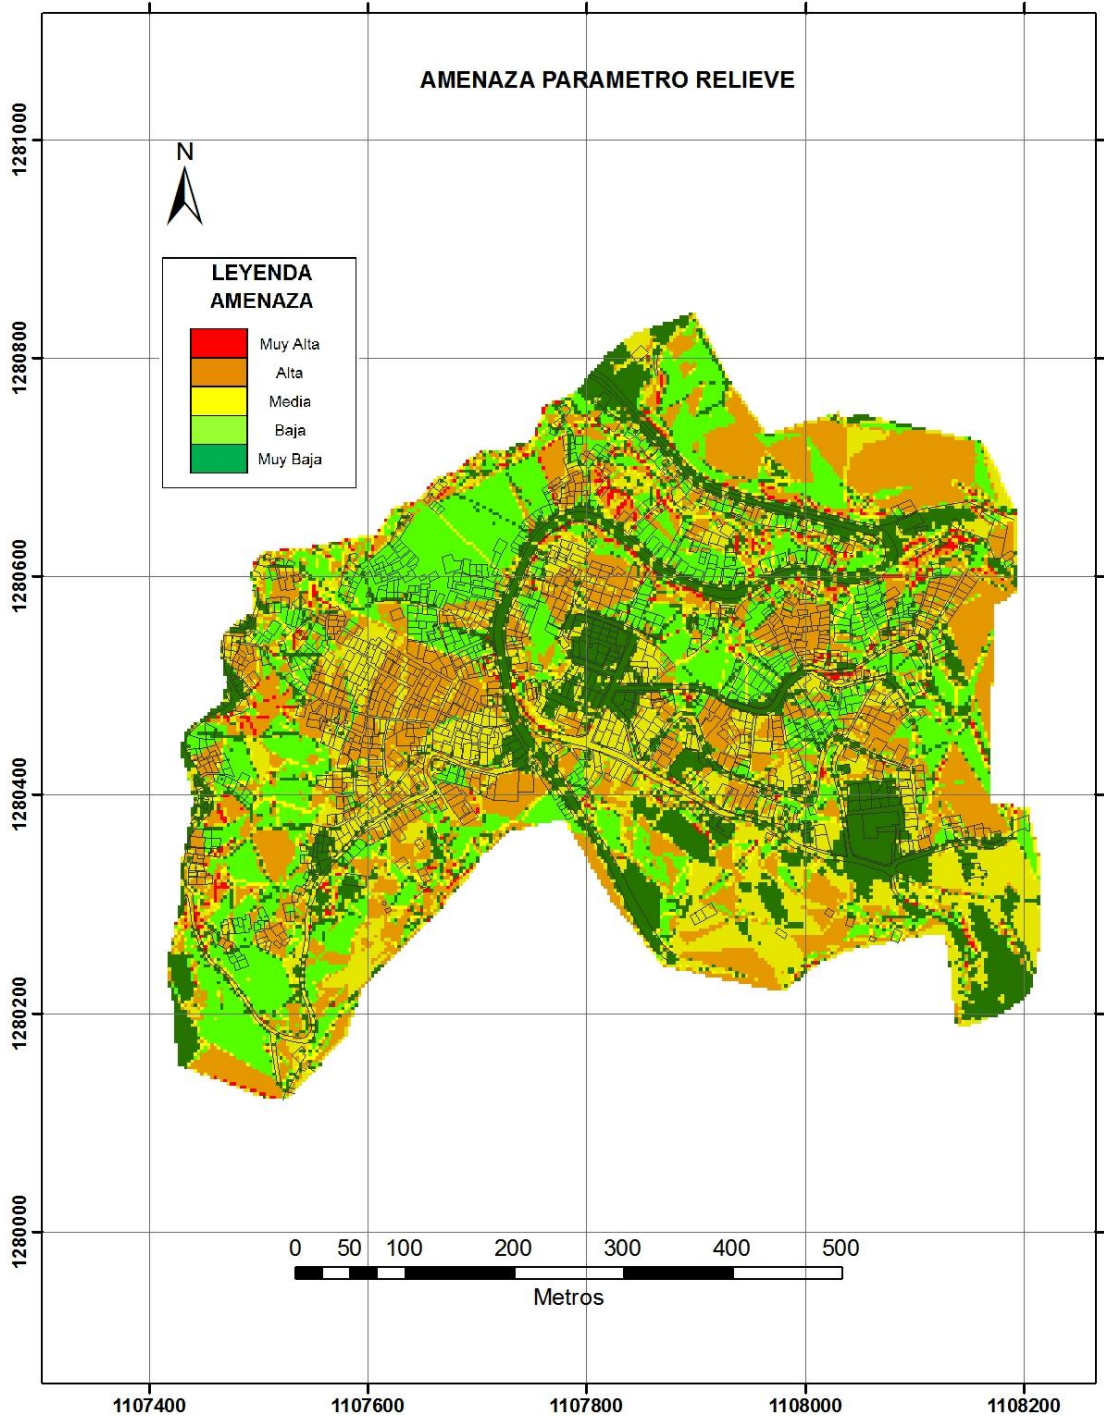 AMENAZA PARAMETRO RELIEVE
1281000
N
LEYENDA
AMENAZA
Muy Alta
Alta
Media
Baja
Muy Baja
1280800
1280600
1280400
1280200
1280000
0 50 100 200 300 400 500
Metros
1107400 1107600 1107800 1108000 1108200